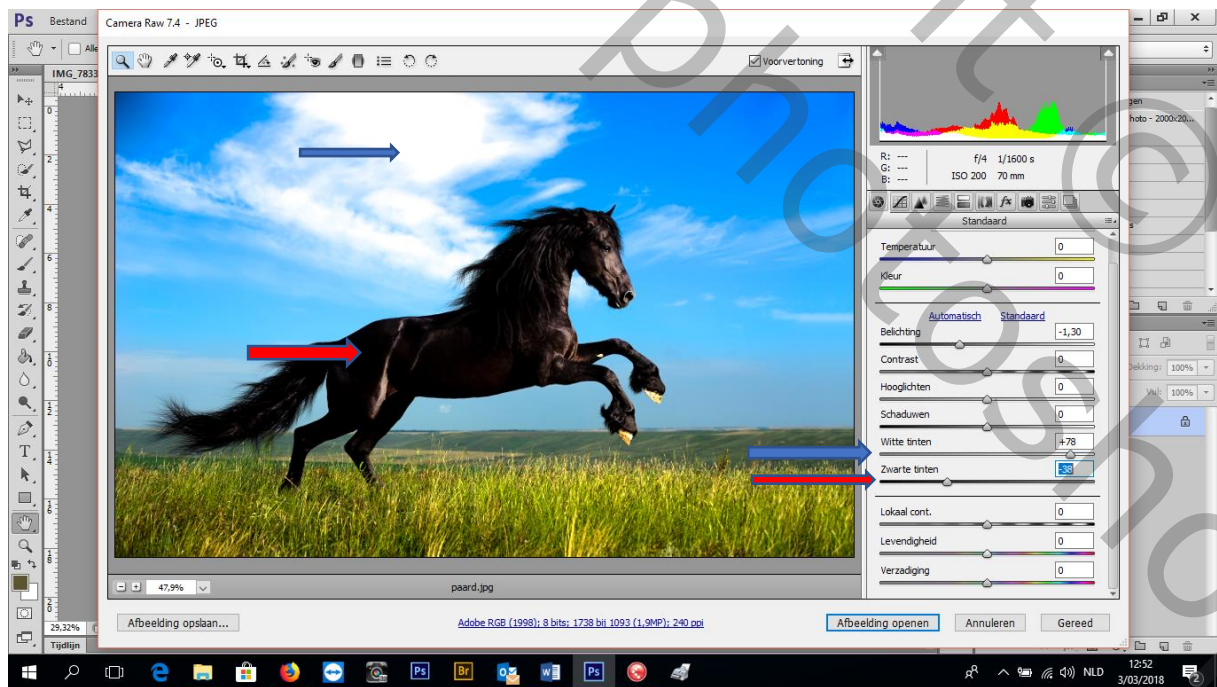 Ps Bestand
Camera Raw 7.4 - JPEG
Alle
IMG_7833
Voorvertoning
R: ---
G: ---
B: ---
f/4 1/1600 s
ISO 200 70 mm
Standaard
Temperatuur 0
Kleur 0
Automatisch Standaard
Belichting -1,30
Contrast 0
Hooglichten 0
Schaduwen 0
Witte tinten +78
Zwarte tinten -38
Lokaal cont. 0
Levendigheid 0
Verzadiging 0
hoto - 2000x20...
Dekking: 100%
Vul: 100%
47,9%
paard.jpg
Afbeelding opslaan...
Adobe RGB (1998); 8 bits; 1738 bij 1093 (1,9MP); 240 ppi
Afbeelding openen Annuleren Gereed
29,32%
Tijdlijn
NLD
12:52
3/03/2018